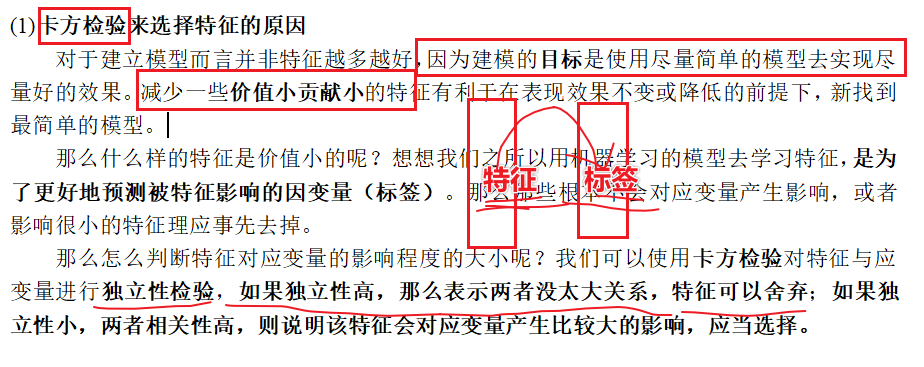 (1)卡方检验来选择特征的原因
对于建立模型而言并非特征越多越好，因为建模的目标是使用尽量简单的模型去实现尽
量好的效果。减少一些价值小贡献小的特征有利于在表现效果不变或降低的前提下，新找到
最简单的模型。
那么什么样的特征是价值小的呢？想想我们之所以用机器学习的模型去学习特征，是为
了更好地预测被特征影响的因变量（标签）。那么那些根本不会对应变量产生影响，或者
特征
标签
影响很小的特征理应事先去掉。
那么怎么判断特征对应变量的影响程度的大小呢？我们可以使用卡方检验对特征与应
变量进行独立性检验，如果独立性高，那么表示两者没太大关系，特征可以舍弃；如果独
立性小，两者相关性高，则说明该特征会对应变量产生比较大的影响，应当选择。